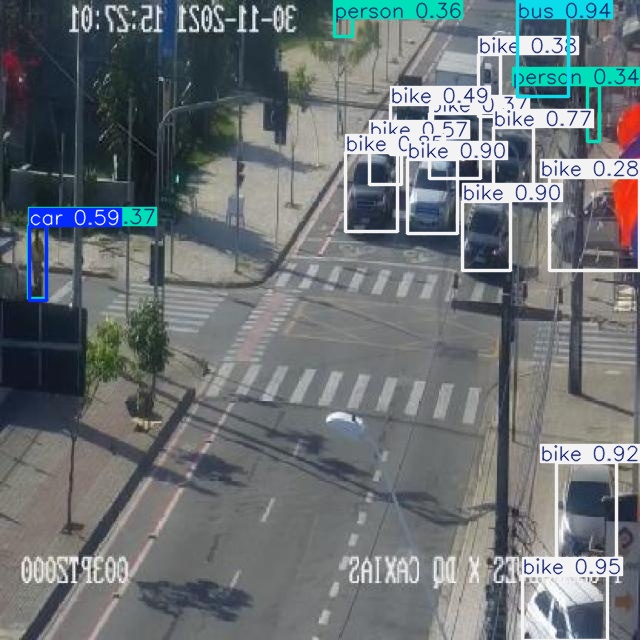 person 0.36
bus 0.94
30-11-2021 15:27:01
bike 0.38
person 0.34
bike 0.49
bike 0.37
bike 0.77
bike 0.57
bike 0.90
0.28
bike 0.90
car 0.59
.37
bike 0.92
003PTZ000
X DQ CAXIAS
bike 0.95